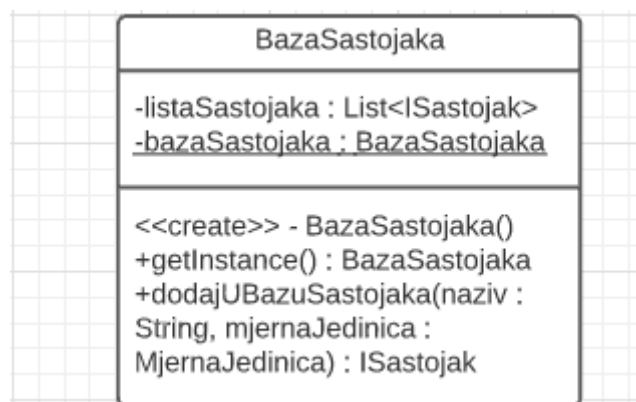 BazaSastojaka
-listaSastojaka : List<ISastojak>
-bazaSastojaka : BazaSastojaka
<<create>> - BazaSastojaka()
+getInstance() : BazaSastojaka
+dodajUBazuSastojaka(naziv :
String, mjernaJedinica :
MjernaJedinica) : ISastojak